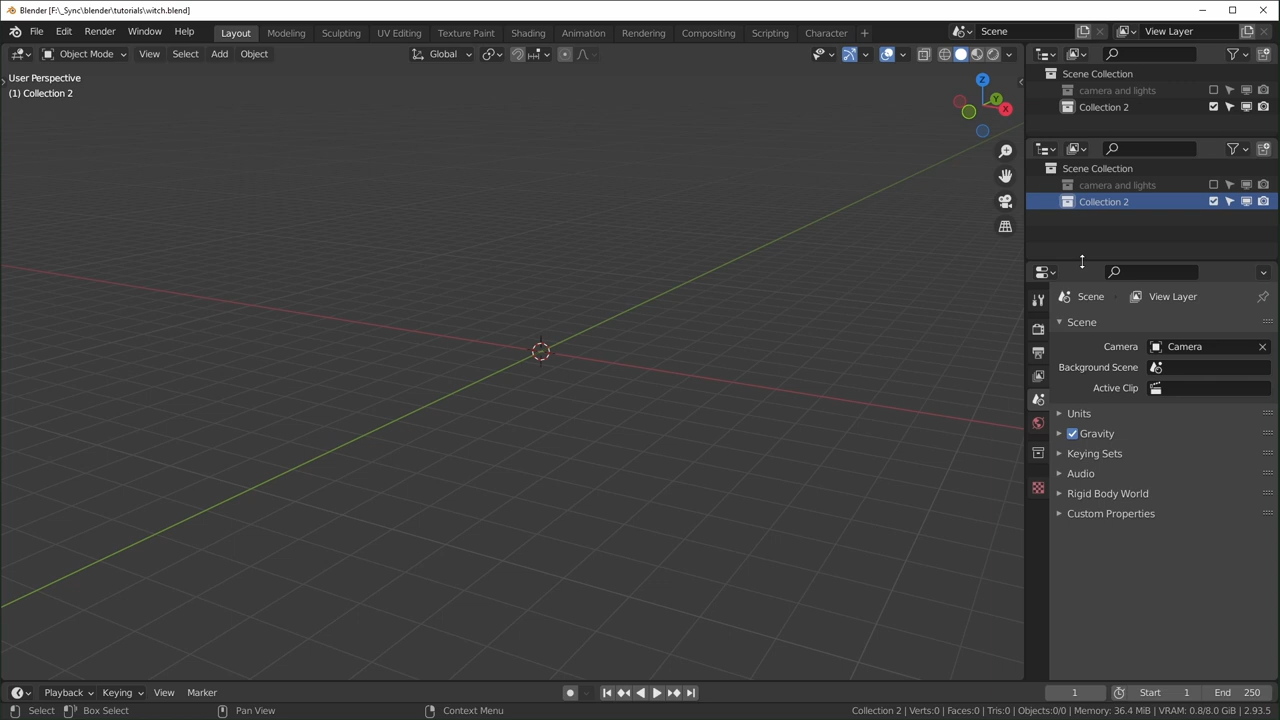 Blender [F:\_Sync\blender\tutorials\witch.blend]
File Edit Render Window Help Layout Modeling Sculpting UV Editing Texture Paint Shading Animation Rendering Compositing Scripting Character + Scene View Layer
Object Mode View Select Add Object Global
User Perspective
(1) Collection 2
Z
Y
X
Scene Collection
camera and lights
Collection 2
Scene Collection
camera and lights
Collection 2
Scene View Layer
Scene
Camera Camera
Background Scene
Active Clip
Units
Gravity
Keying Sets
Audio
Rigid Body World
Custom Properties
Playback Keying View Marker 1 Start 1 End 250
Select Box Select Pan View Context Menu Collection 2 | Verts:0 | Faces:0 | Tris:0 | Objects:0/0 | Memory: 36.4 MiB | VRAM: 0.8/8.0 GiB | 2.93.5